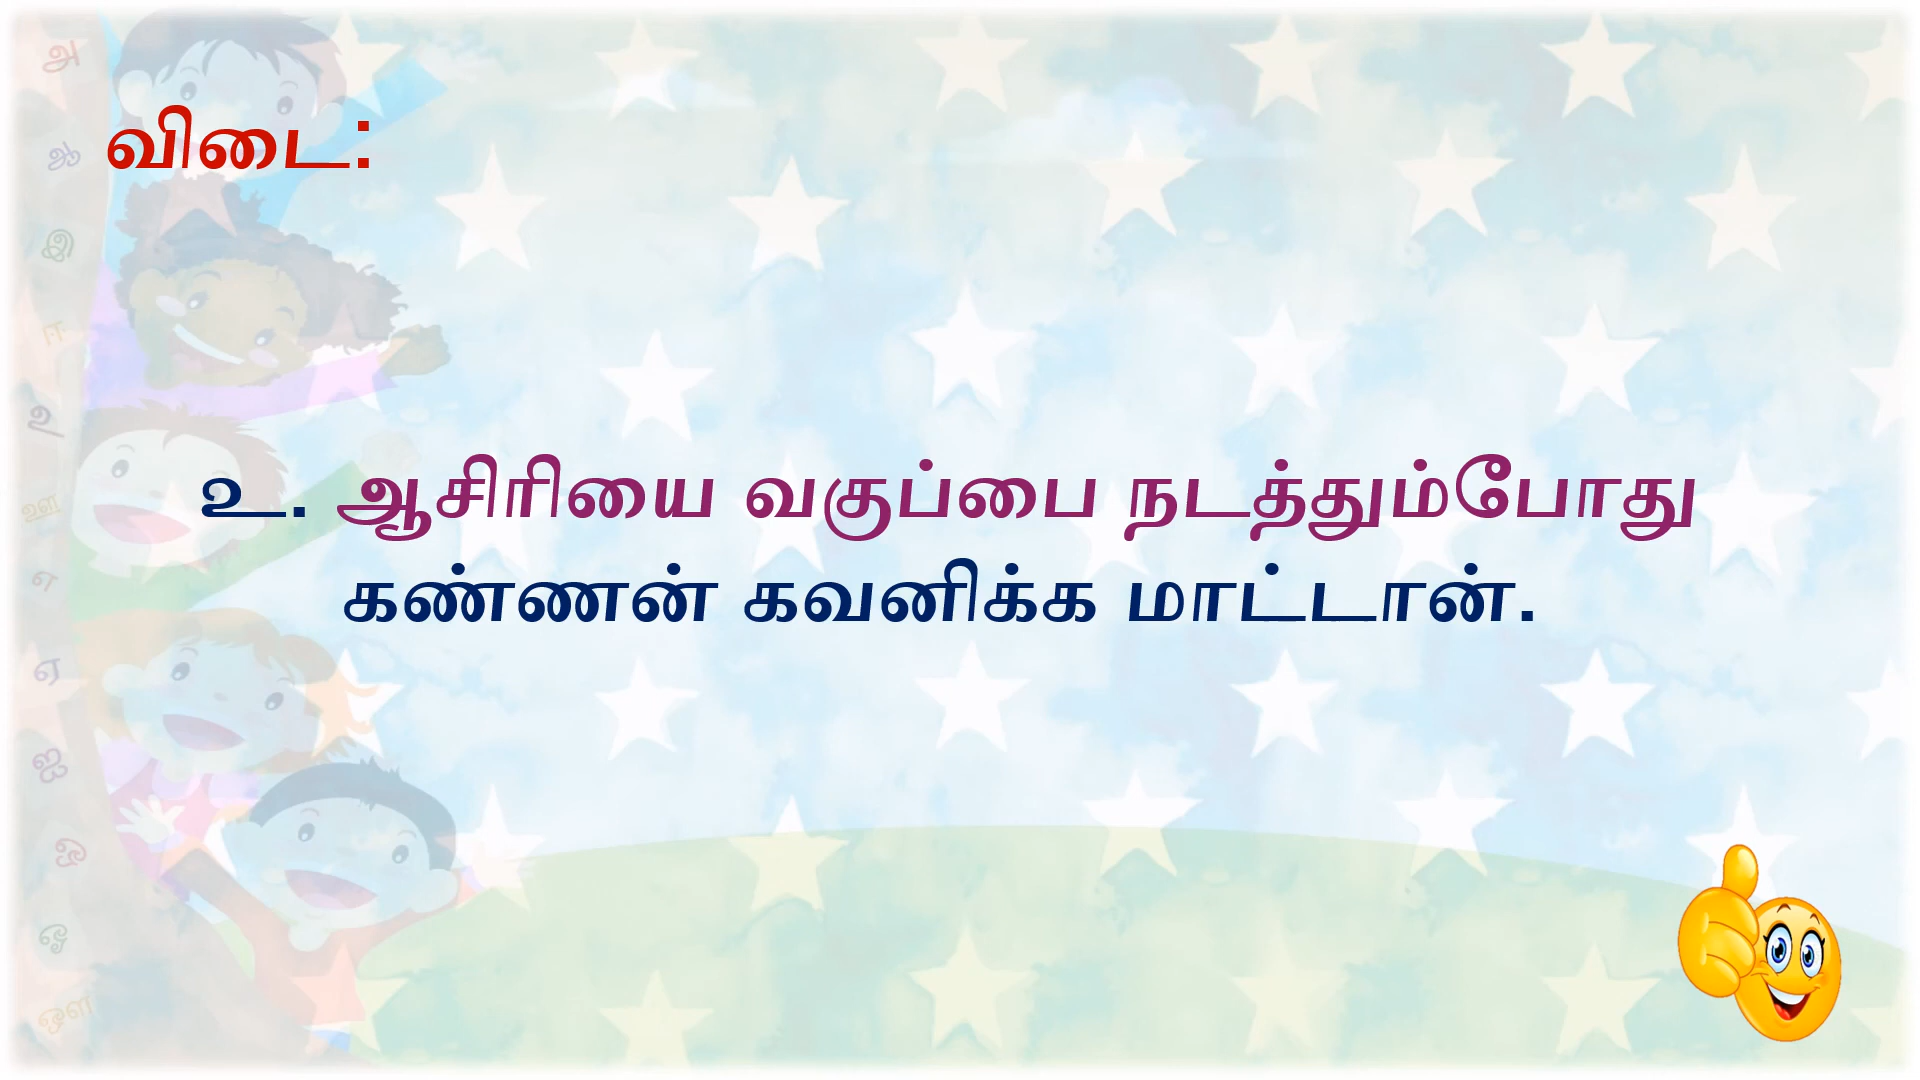 விடை:
உ. ஆசிரியை வகுப்பை நடத்தும்போது
கண்ணன் கவனிக்க மாட்டான்.
அ
ஆ
இ
ஈ
உ
ஊ
எ
ஏ
ஐ
ஒ
ஓ
ஔ